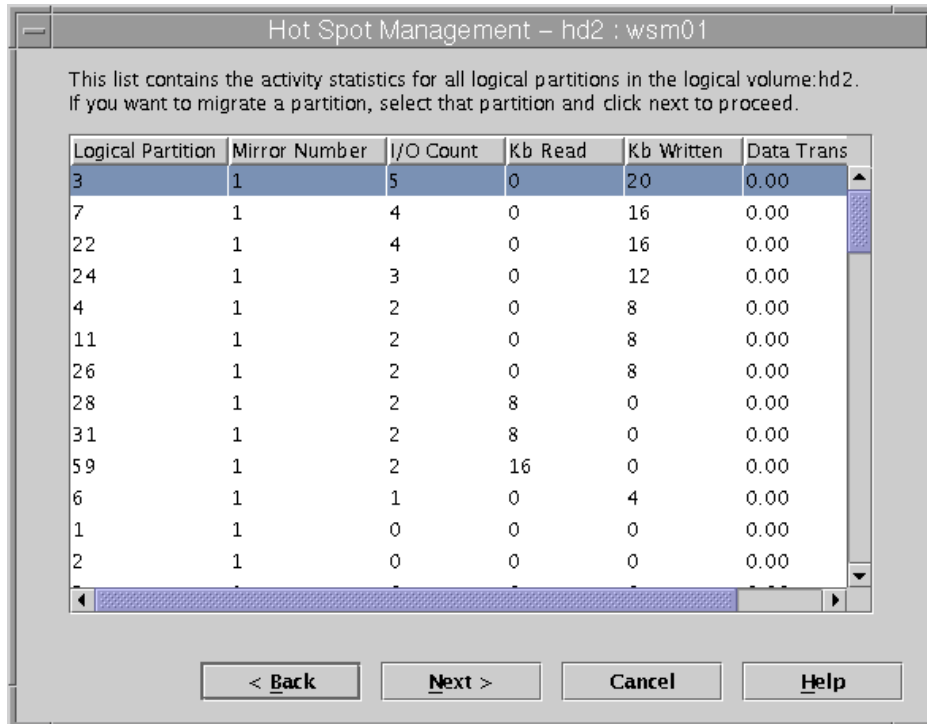 Hot Spot Management – hd2 : wsm01
This list contains the activity statistics for all logical partitions in the logical volume:hd2.
If you want to migrate a partition, select that partition and click next to proceed.
Logical Partition Mirror Number I/O Count Kb Read Kb Written Data Trans
3 1 5 0 20 0.00
7 1 4 0 16 0.00
22 1 4 0 16 0.00
24 1 3 0 12 0.00
4 1 2 0 8 0.00
11 1 2 0 8 0.00
26 1 2 0 8 0.00
28 1 2 8 0 0.00
31 1 2 8 0 0.00
59 1 2 16 0 0.00
6 1 1 0 4 0.00
1 1 0 0 0 0.00
2 1 0 0 0 0.00
< Back Next > Cancel Help